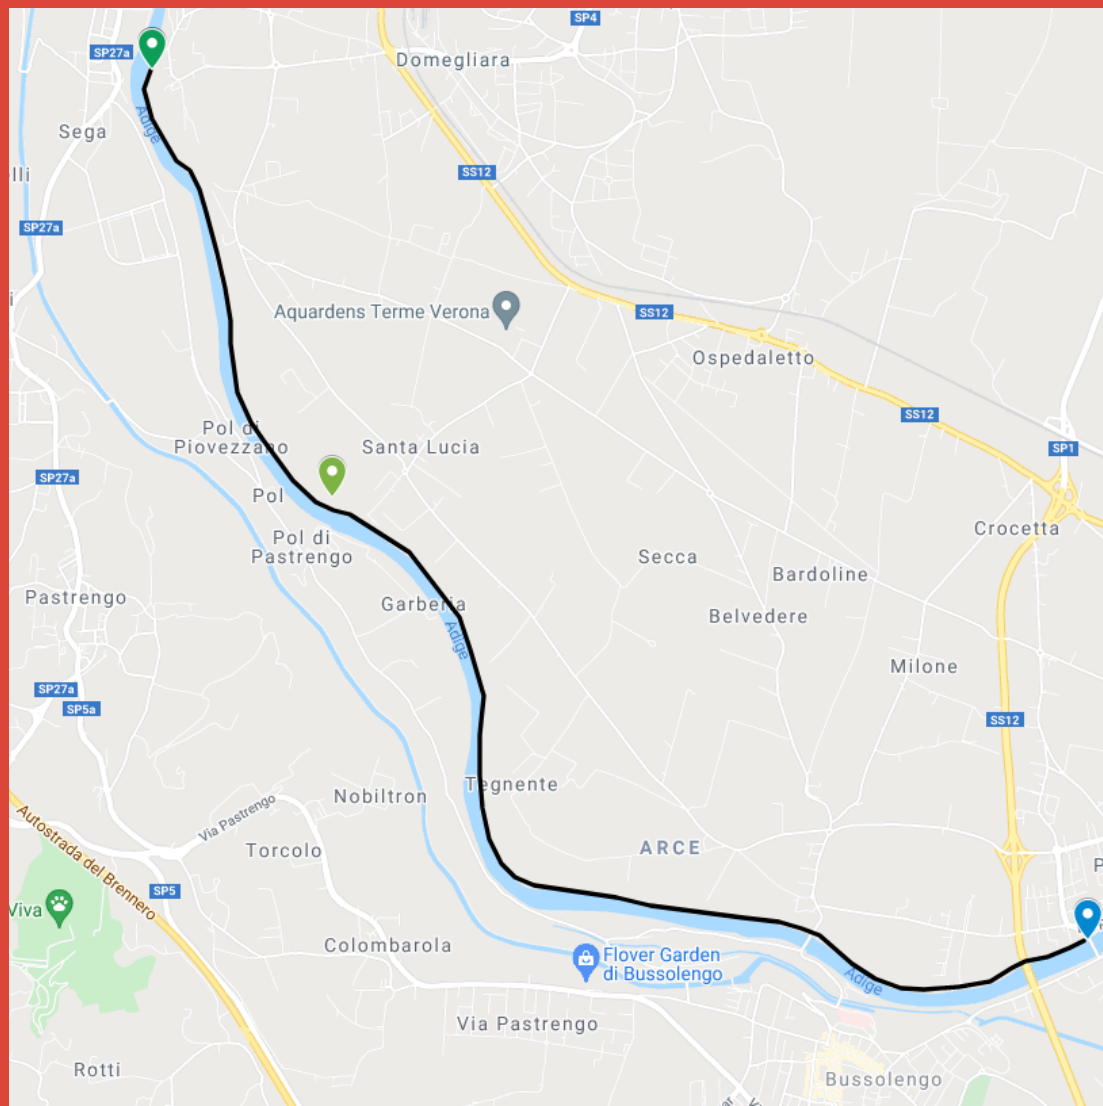 SP4
SP27a
Domegliara
Adige
Sega
SS12
lli
SP27a
Aquardens Terme Verona
SS12
Ospedaletto
SS12
Pol di
Piovezzano
Santa Lucia
SP1
SP27a
Pol
Crocetta
Pol di
Pastrengo
Secca
Bardoline
Pastrengo
Garberia
Belvedere
Adige
Milone
SP27a
SP5a
SS12
Tegnente
Nobiltron
Via Pastrengo
Autostrada del Brennero
Torcolo
ARCE
P
SP5
Viva
Colombarola
Flover Garden
di Bussolengo
Adige
Via Pastrengo
Rotti
Bussolengo